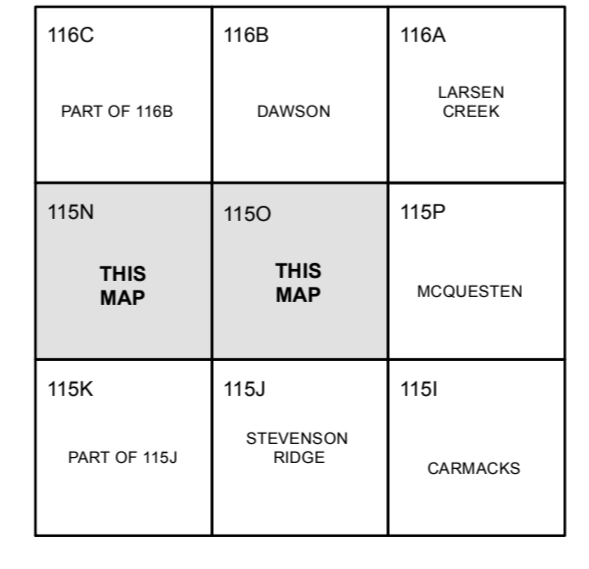 116C
116B
116A
PART OF 116B
DAWSON
LARSEN
CREEK
115N
115O
115P
THIS
MAP
THIS
MAP
MCQUESTEN
115K
115J
115I
PART OF 115J
STEVENSON
RIDGE
CARMACKS